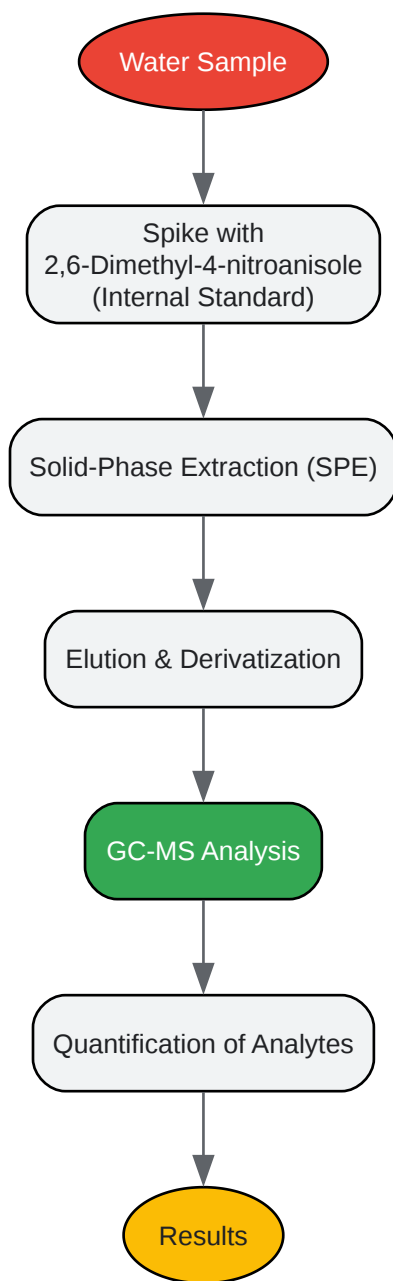 Water Sample
Spike with
2,6-Dimethyl-4-nitroanisole
(Internal Standard)
Solid-Phase Extraction (SPE)
Elution & Derivatization
GC-MS Analysis
Quantification of Analytes
Results